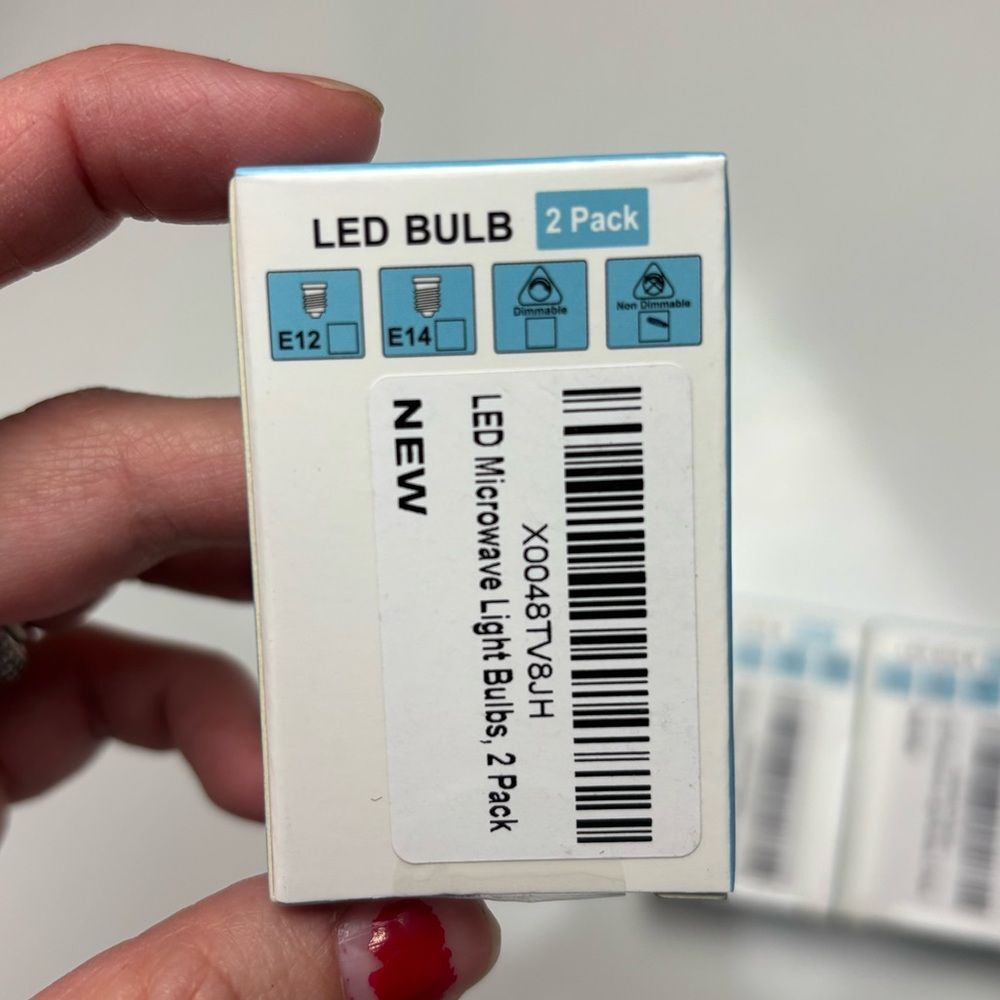 LED BULB 2 Pack
E12 E14 Dimmable Non Dimmable
X0048TV8JH
LED Microwave Light Bulbs, 2 Pack
NEW